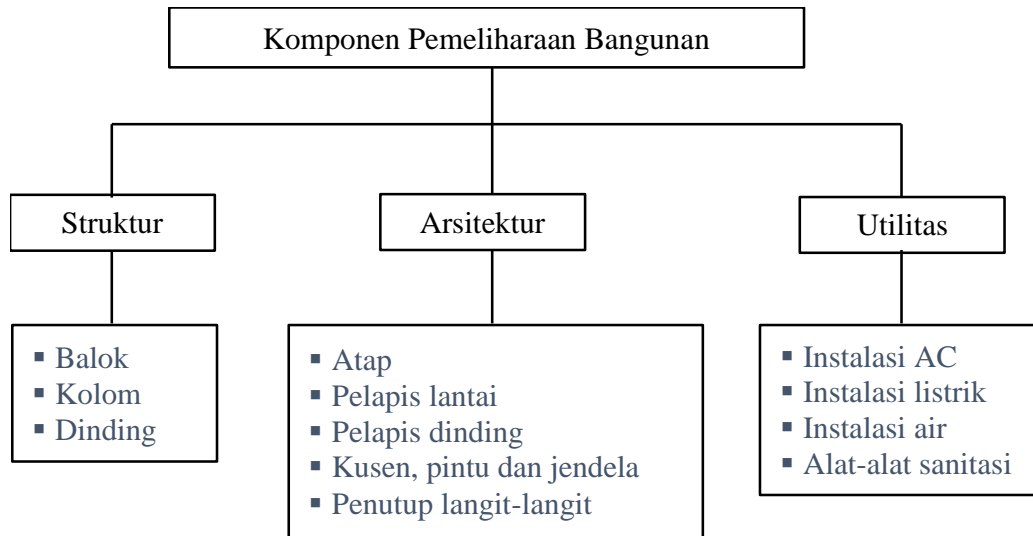 Komponen Pemeliharaan Bangunan
Struktur
Arsitektur
Utilitas
▪ Balok
▪ Kolom
▪ Dinding
▪ Atap
▪ Pelapis lantai
▪ Pelapis dinding
▪ Kusen, pintu dan jendela
▪ Penutup langit-langit
▪ Instalasi AC
▪ Instalasi listrik
▪ Instalasi air
▪ Alat-alat sanitasi